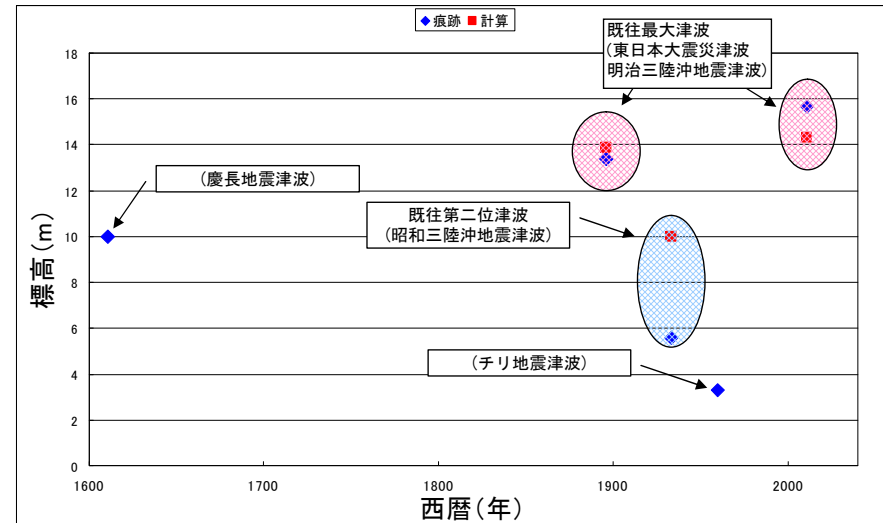 痕跡 計算
18
16
14
12
10
8
6
4
2
0
標高(m)
1600 1700 1800 1900 2000
西暦(年)
既往最大津波
(東日本大震災津波
明治三陸沖地震津波)
(慶長地震津波)
既往第二位津波
(昭和三陸沖地震津波)
(チリ地震津波)